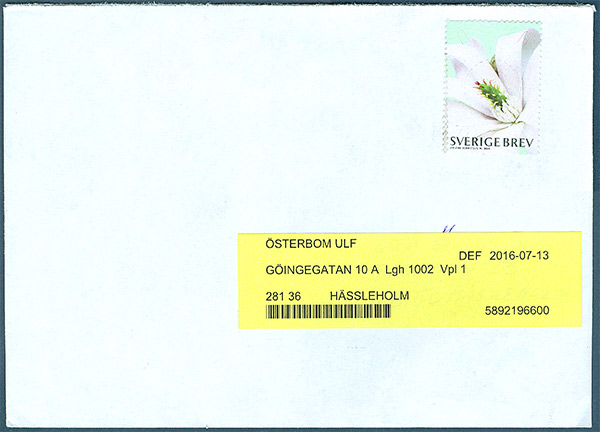 SVERIGE BREV
ÖSTERBOM ULF
DEF 2016-07-13
GÖINGEGATAN 10 A Lgh 1002 Vpl 1
281 36 HÄSSLEHOLM
5892196600